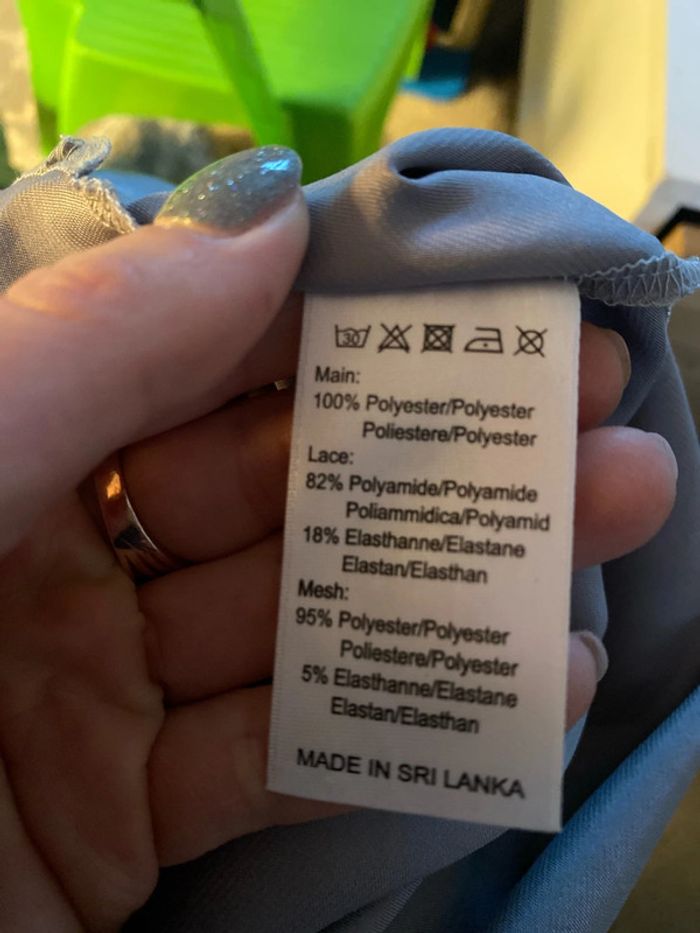 30
Main:
100% Polyester/Polyester
Poliestere/Polyester
Lace:
82% Polyamide/Polyamide
Poliammidica/Polyamid
18% Elasthanne/Elastane
Elastan/Elasthan
Mesh:
95% Polyester/Polyester
Poliestere/Polyester
5% Elasthanne/Elastane
Elastan/Elasthan
MADE IN SRI LANKA